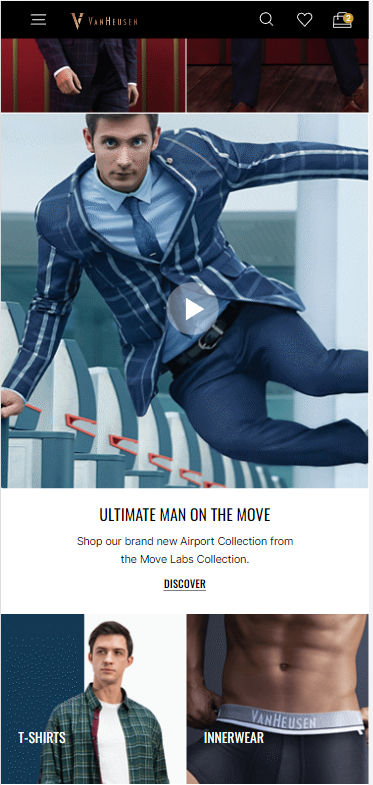 VANHEUSEN
2
ULTIMATE MAN ON THE MOVE
Shop our brand new Airport Collection from
the Move Labs Collection.
DISCOVER
T-SHIRTS
INNERWEAR
VANHEUSEN